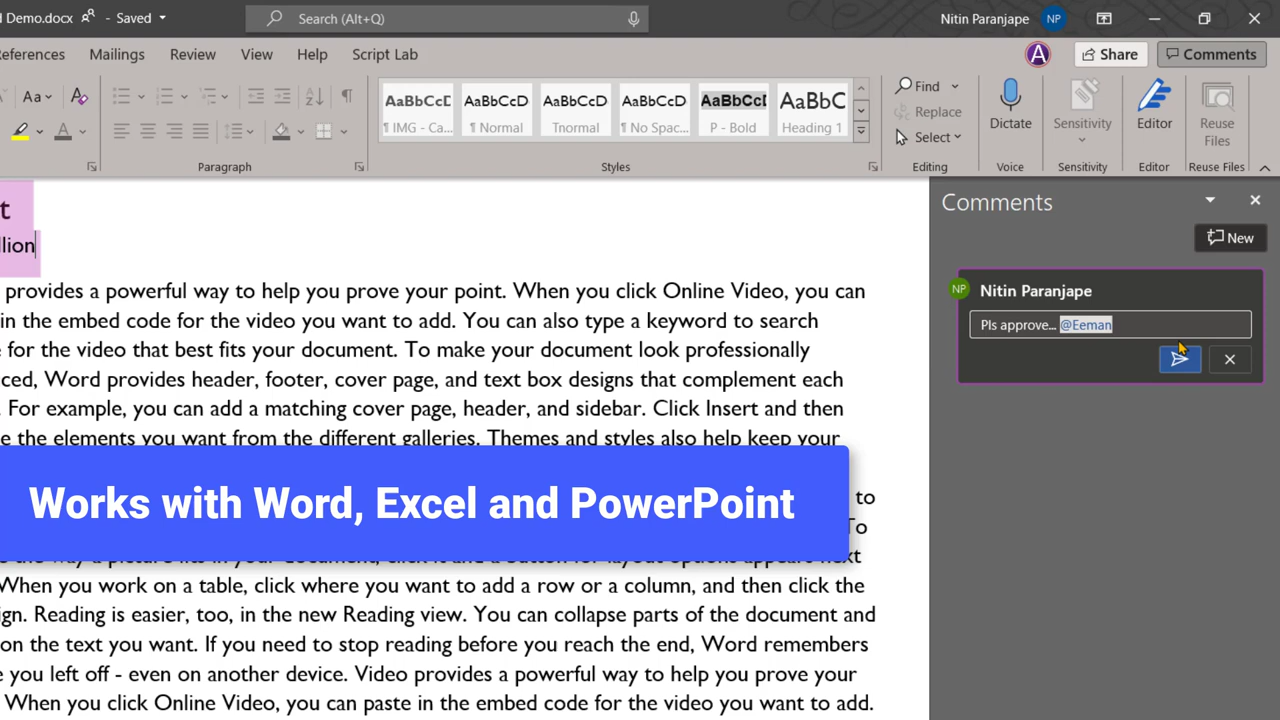 d Demo.docx - Saved
Search (Alt+Q)
Nitin Paranjape NP
References Mailings Review View Help Script Lab
A Share Comments
Aa
AaBbCcD AaBbCcD AaBbCcD AaBbCcD AaBbCcD AaBbC
¶ IMG - Ca... ¶ Normal Tnormal ¶ No Spac... P - Bold Heading 1
Find
Replace
Select
Dictate
Sensitivity
Editor
Reuse Files
Paragraph Styles Editing Voice Sensitivity Editor Reuse Files
t
llion
provides a powerful way to help you prove your point. When you click Online Video, you can
in the embed code for the video you want to add. You can also type a keyword to search
e for the video that best fits your document. To make your document look professionally
ced, Word provides header, footer, cover page, and text box designs that complement each
. For example, you can add a matching cover page, header, and sidebar. Click Insert and then
e the elements you want from the different galleries. Themes and styles also help keep your
to
To
Works with Word, Excel and PowerPoint
When you work on a table, click where you want to add a row or a column, and then click the
ign. Reading is easier, too, in the new Reading view. You can collapse parts of the document and
on the text you want. If you need to stop reading before you reach the end, Word remembers
e you left off - even on another device. Video provides a powerful way to help you prove your
When you click Online Video, you can paste in the embed code for the video you want to add.
Comments
New
NP Nitin Paranjape
Pls approve... @Eeman